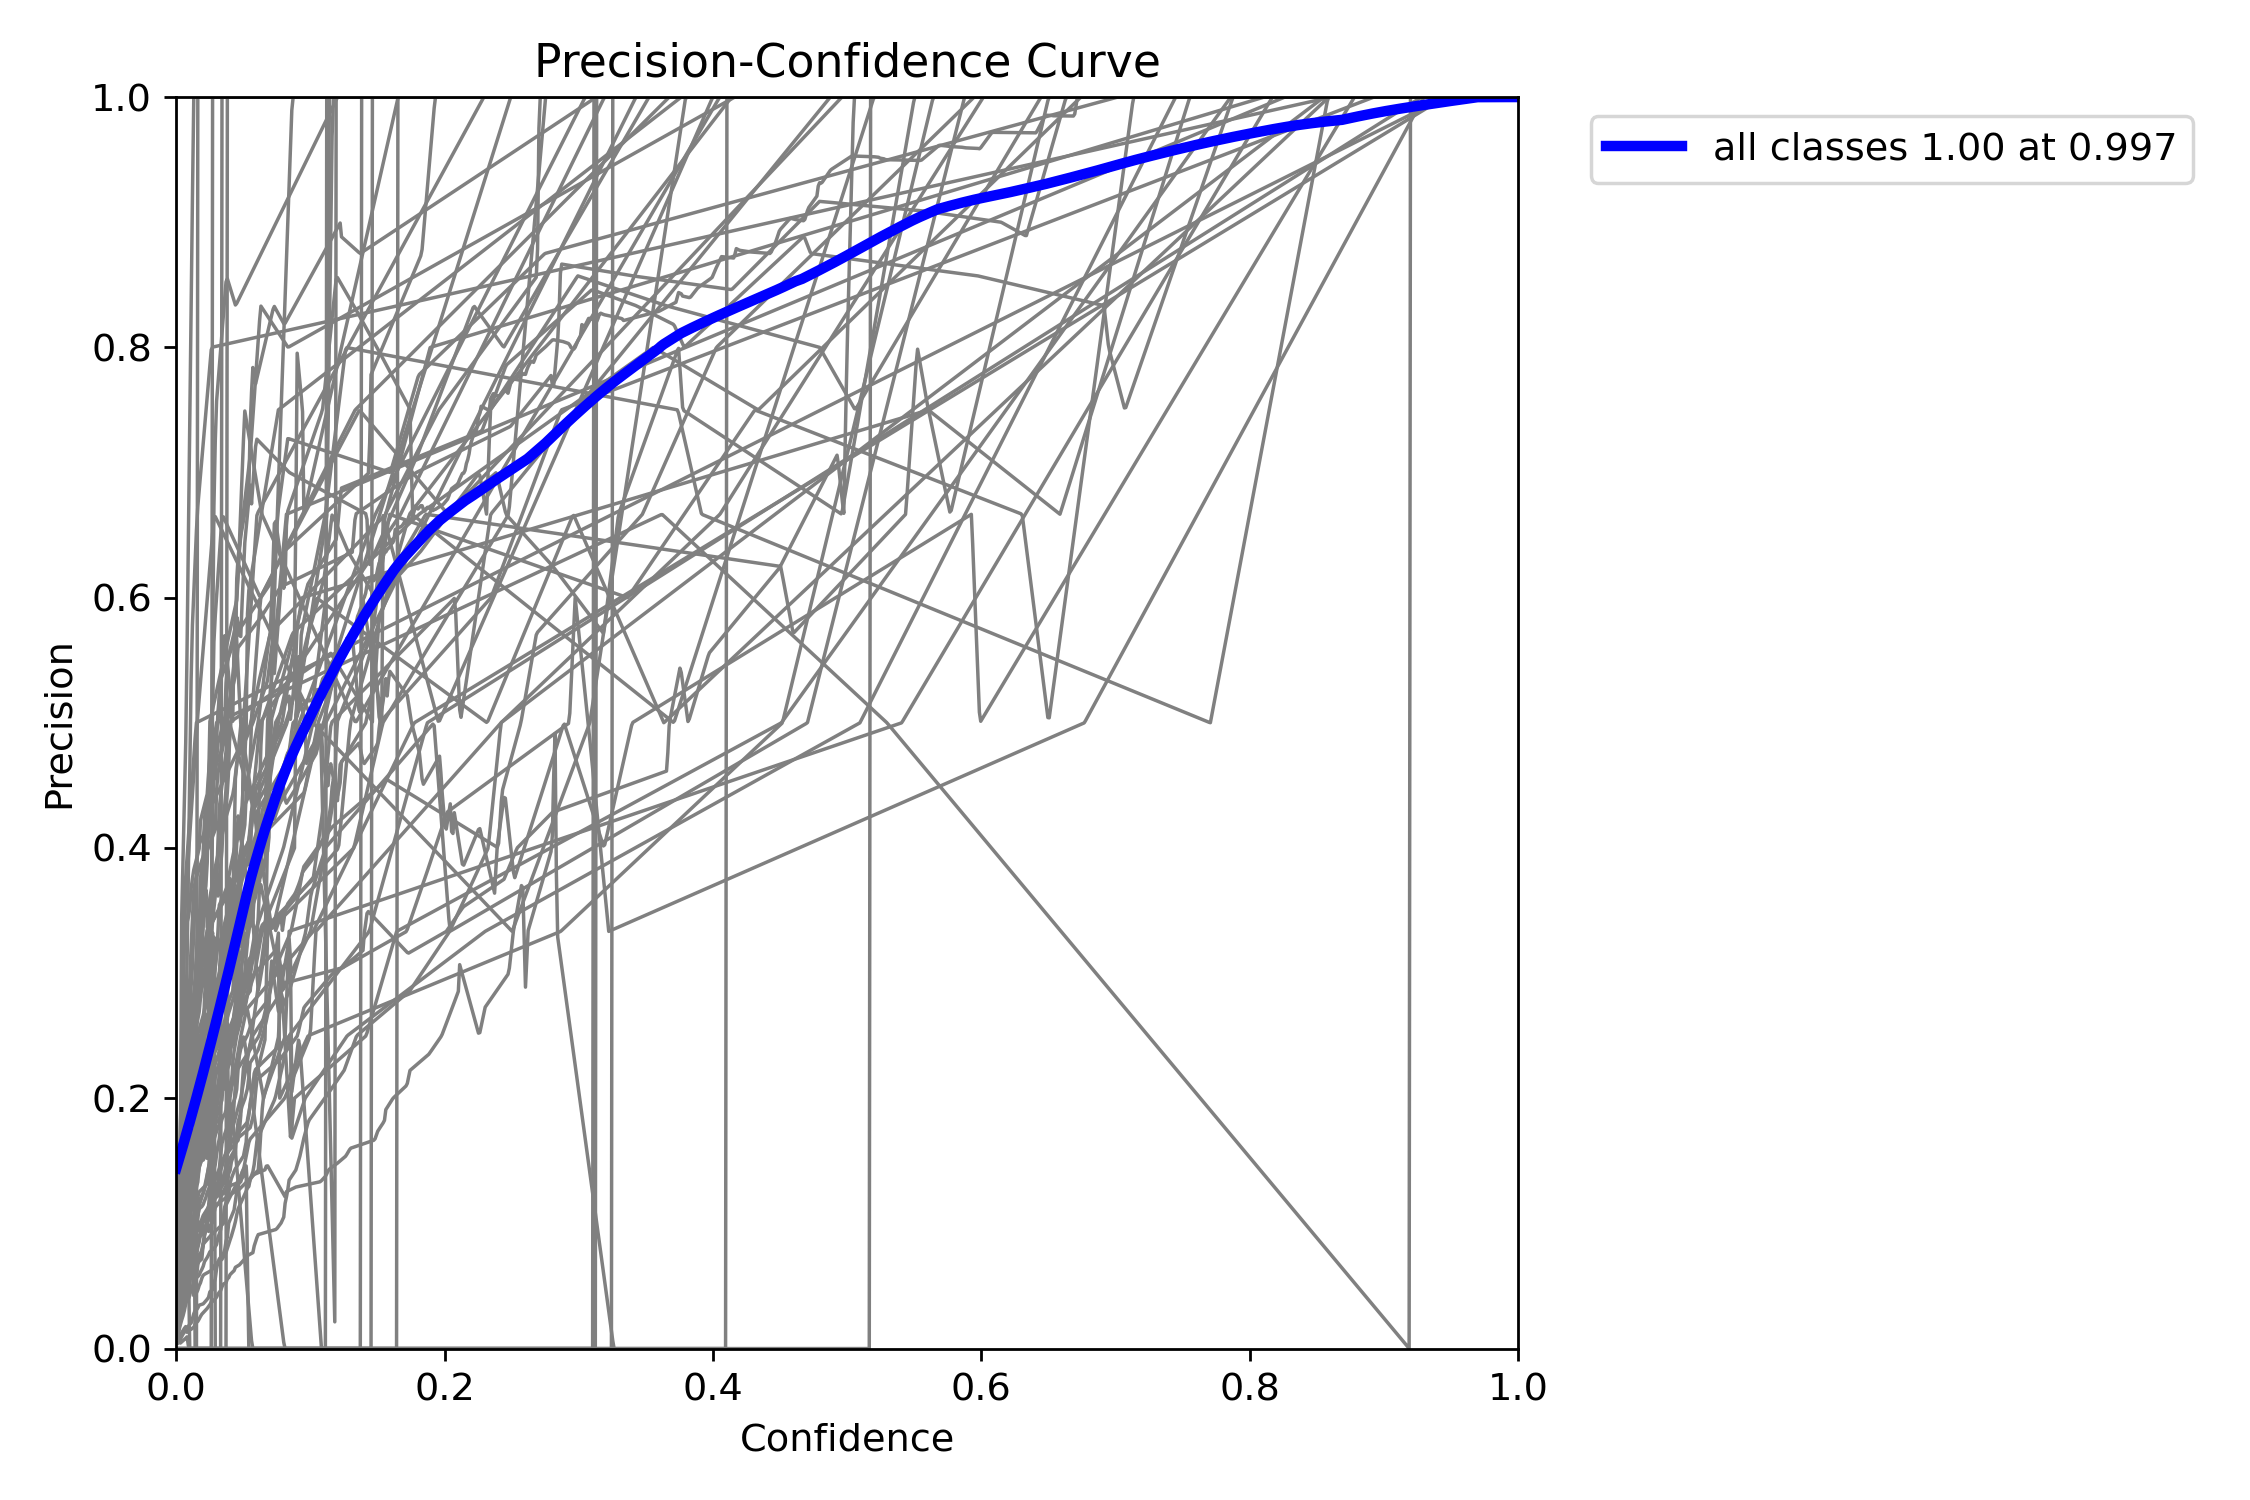 Precision-Confidence Curve
all classes 1.00 at 0.997
Precision
1.0
0.8
0.6
0.4
0.2
0.0
0.0 0.2 0.4 0.6 0.8 1.0
Confidence